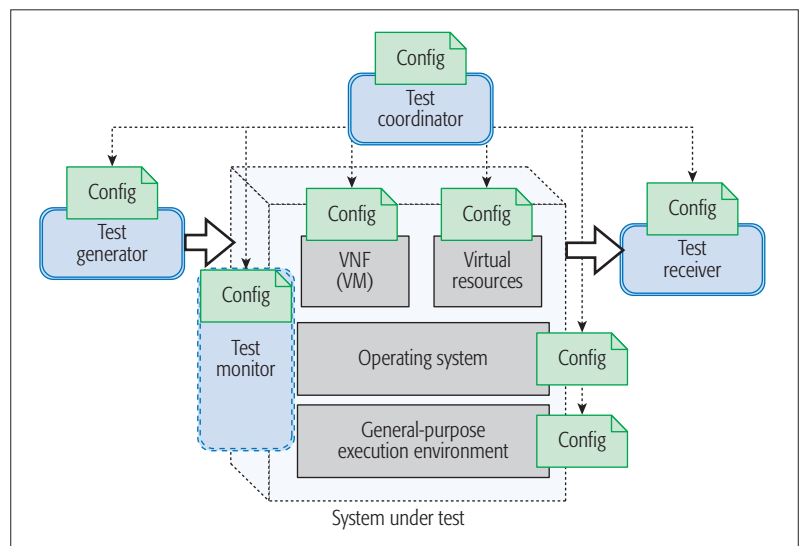 Config
Test
coordinator
Config
Test
generator
Config
VNF
(VM)
Config
Virtual
resources
Config
Test
receiver
Config
Test
monitor
Operating system
Config
General-purpose
execution environment
Config
System under test